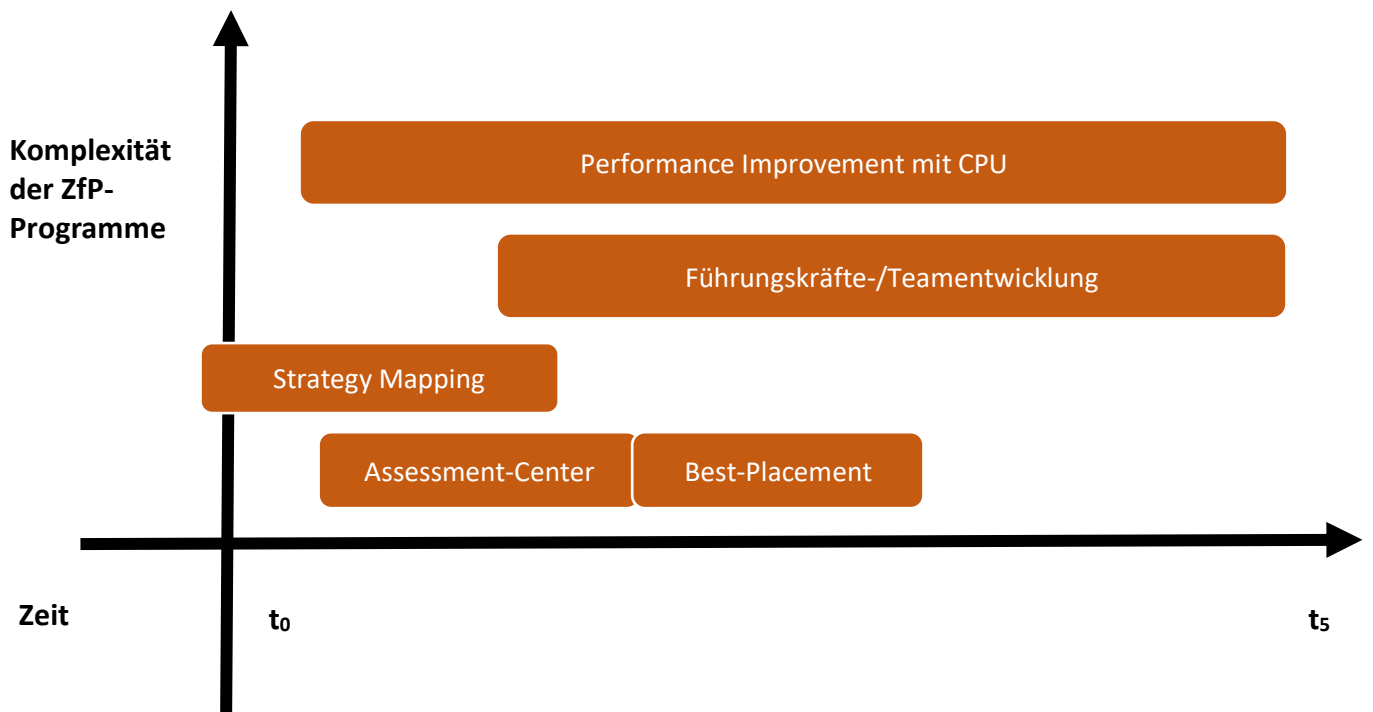 Komplexität
der ZfP-
Programme
Performance Improvement mit CPU
Führungskräfte-/Teamentwicklung
Strategy Mapping
Assessment-Center
Best-Placement
Zeit
t₀
t₅